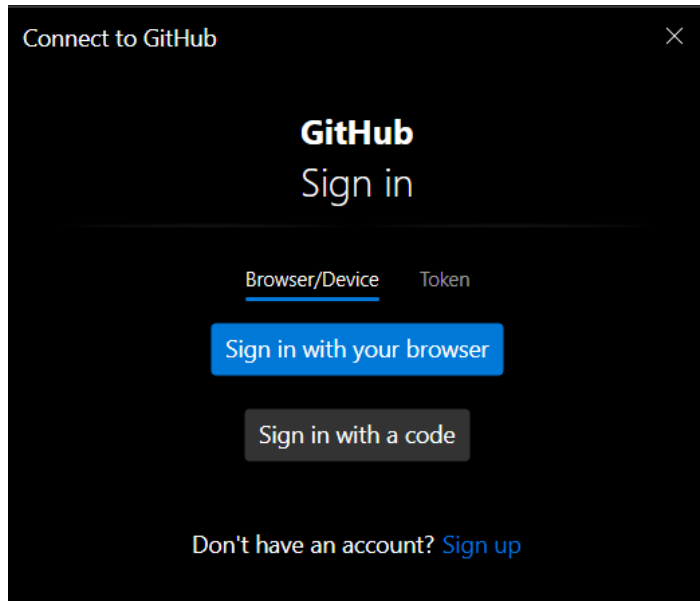 Connect to GitHub
GitHub
Sign in
Browser/Device Token
Sign in with your browser
Sign in with a code
Don't have an account? Sign up